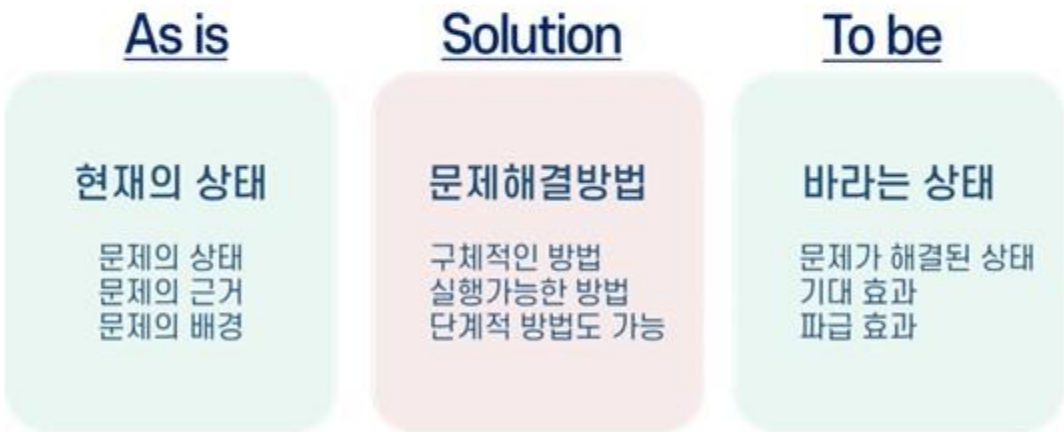 As is
현재의 상태
문제의 상태
문제의 근거
문제의 배경
Solution
문제해결방법
구체적인 방법
실행가능한 방법
단계적 방법도 가능
To be
바라는 상태
문제가 해결된 상태
기대 효과
파급 효과